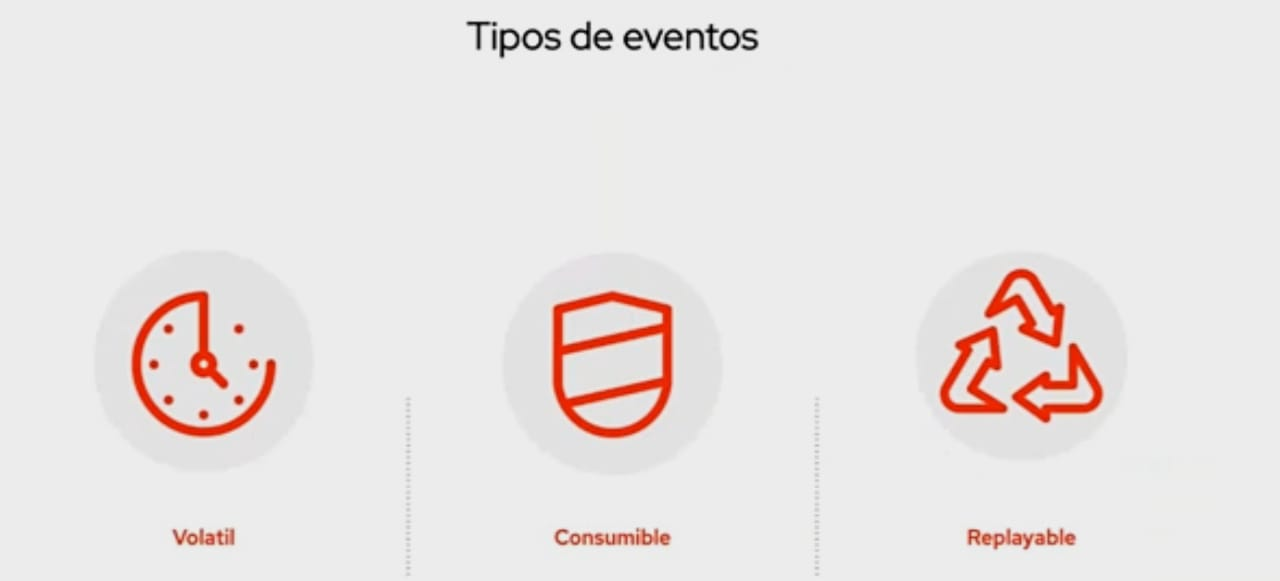 Tipos de eventos
Volatil
Consumible
Replayable